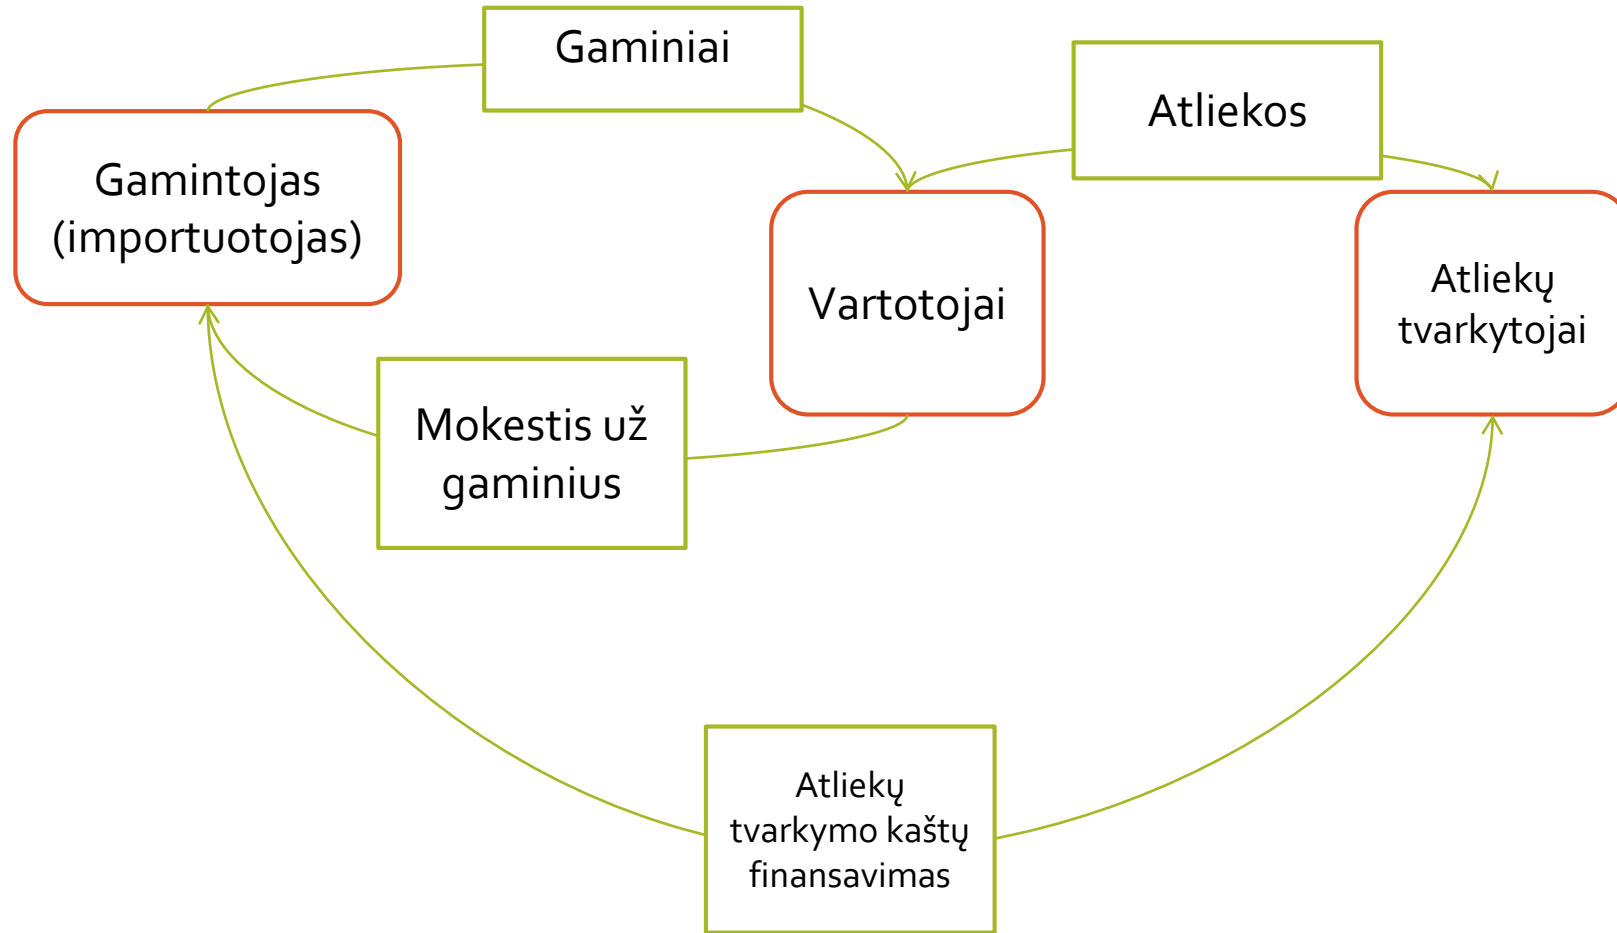 Gaminiai
Atliekos
Gamintojas
(importuotojas)
Vartotojai
Atliekų
tvarkytojai
Mokestis už
gaminius
Atliekų
tvarkymo kaštų
finansavimas